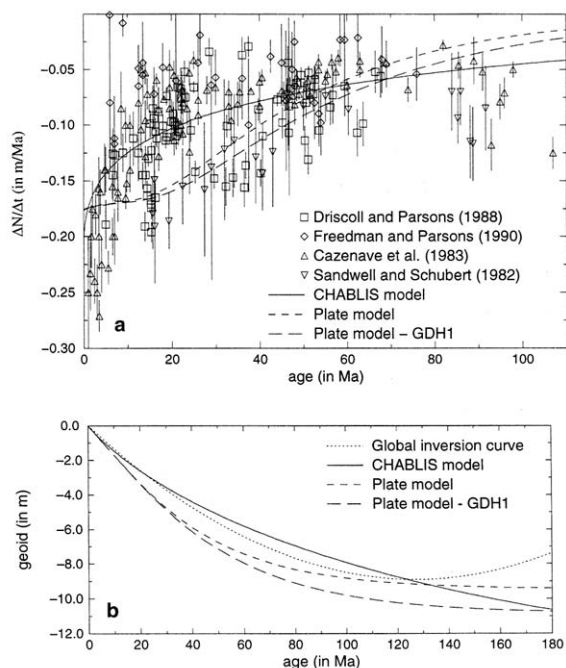 ΔN/Δt (in m/Ma)
-0.05
-0.10
-0.15
-0.20
-0.25
-0.30
□ Driscoll and Parsons (1988)
◇ Freedman and Parsons (1990)
△ Cazenave et al. (1983)
▽ Sandwell and Schubert (1982)
CHABLIS model
Plate model
Plate model – GDH1
a
0 20 40 60 80 100
age (in Ma)
geoid (in m)
0.0
-2.0
-4.0
-6.0
-8.0
-10.0
-12.0
Global inversion curve
CHABLIS model
Plate model
Plate model - GDH1
b
0 20 40 60 80 100 120 140 160 180
age (in Ma)